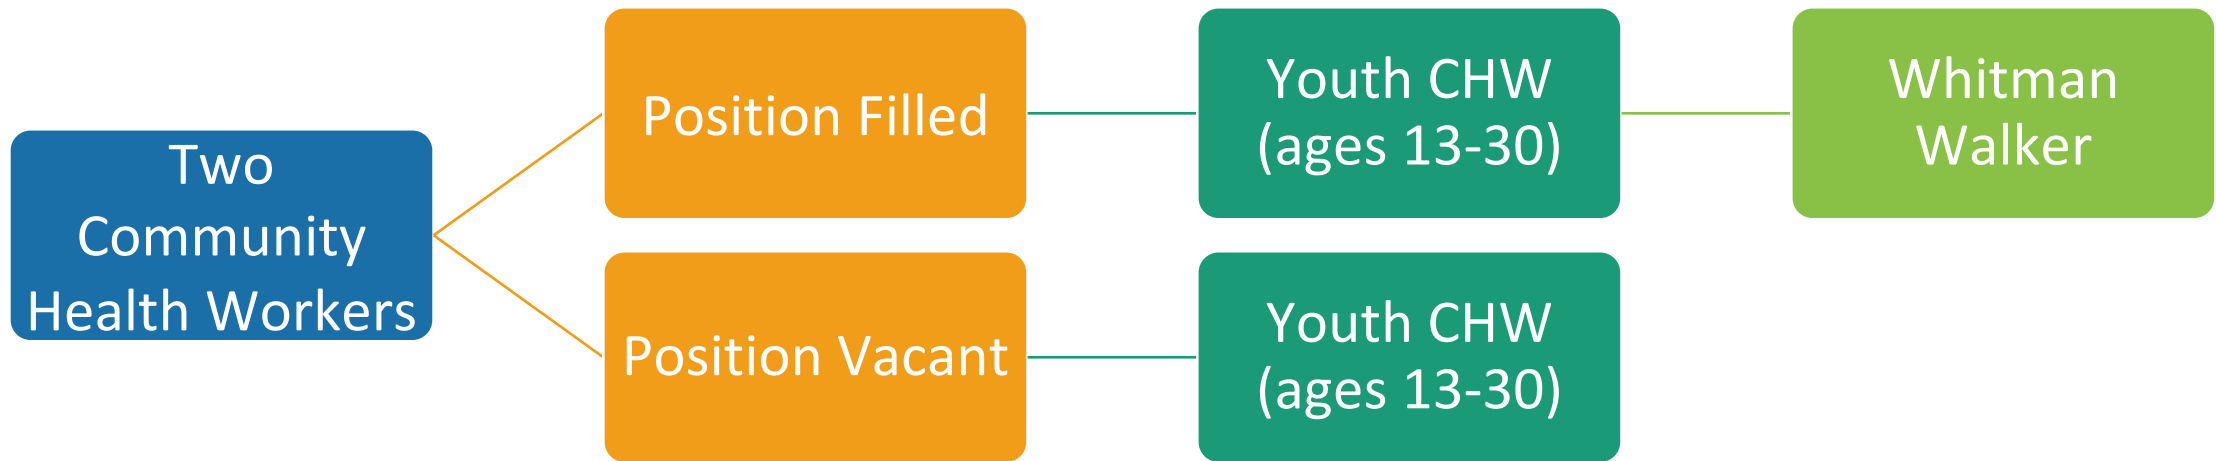 Two
Community
Health Workers
Position Filled
Youth CHW
(ages 13-30)
Whitman
Walker
Position Vacant
Youth CHW
(ages 13-30)